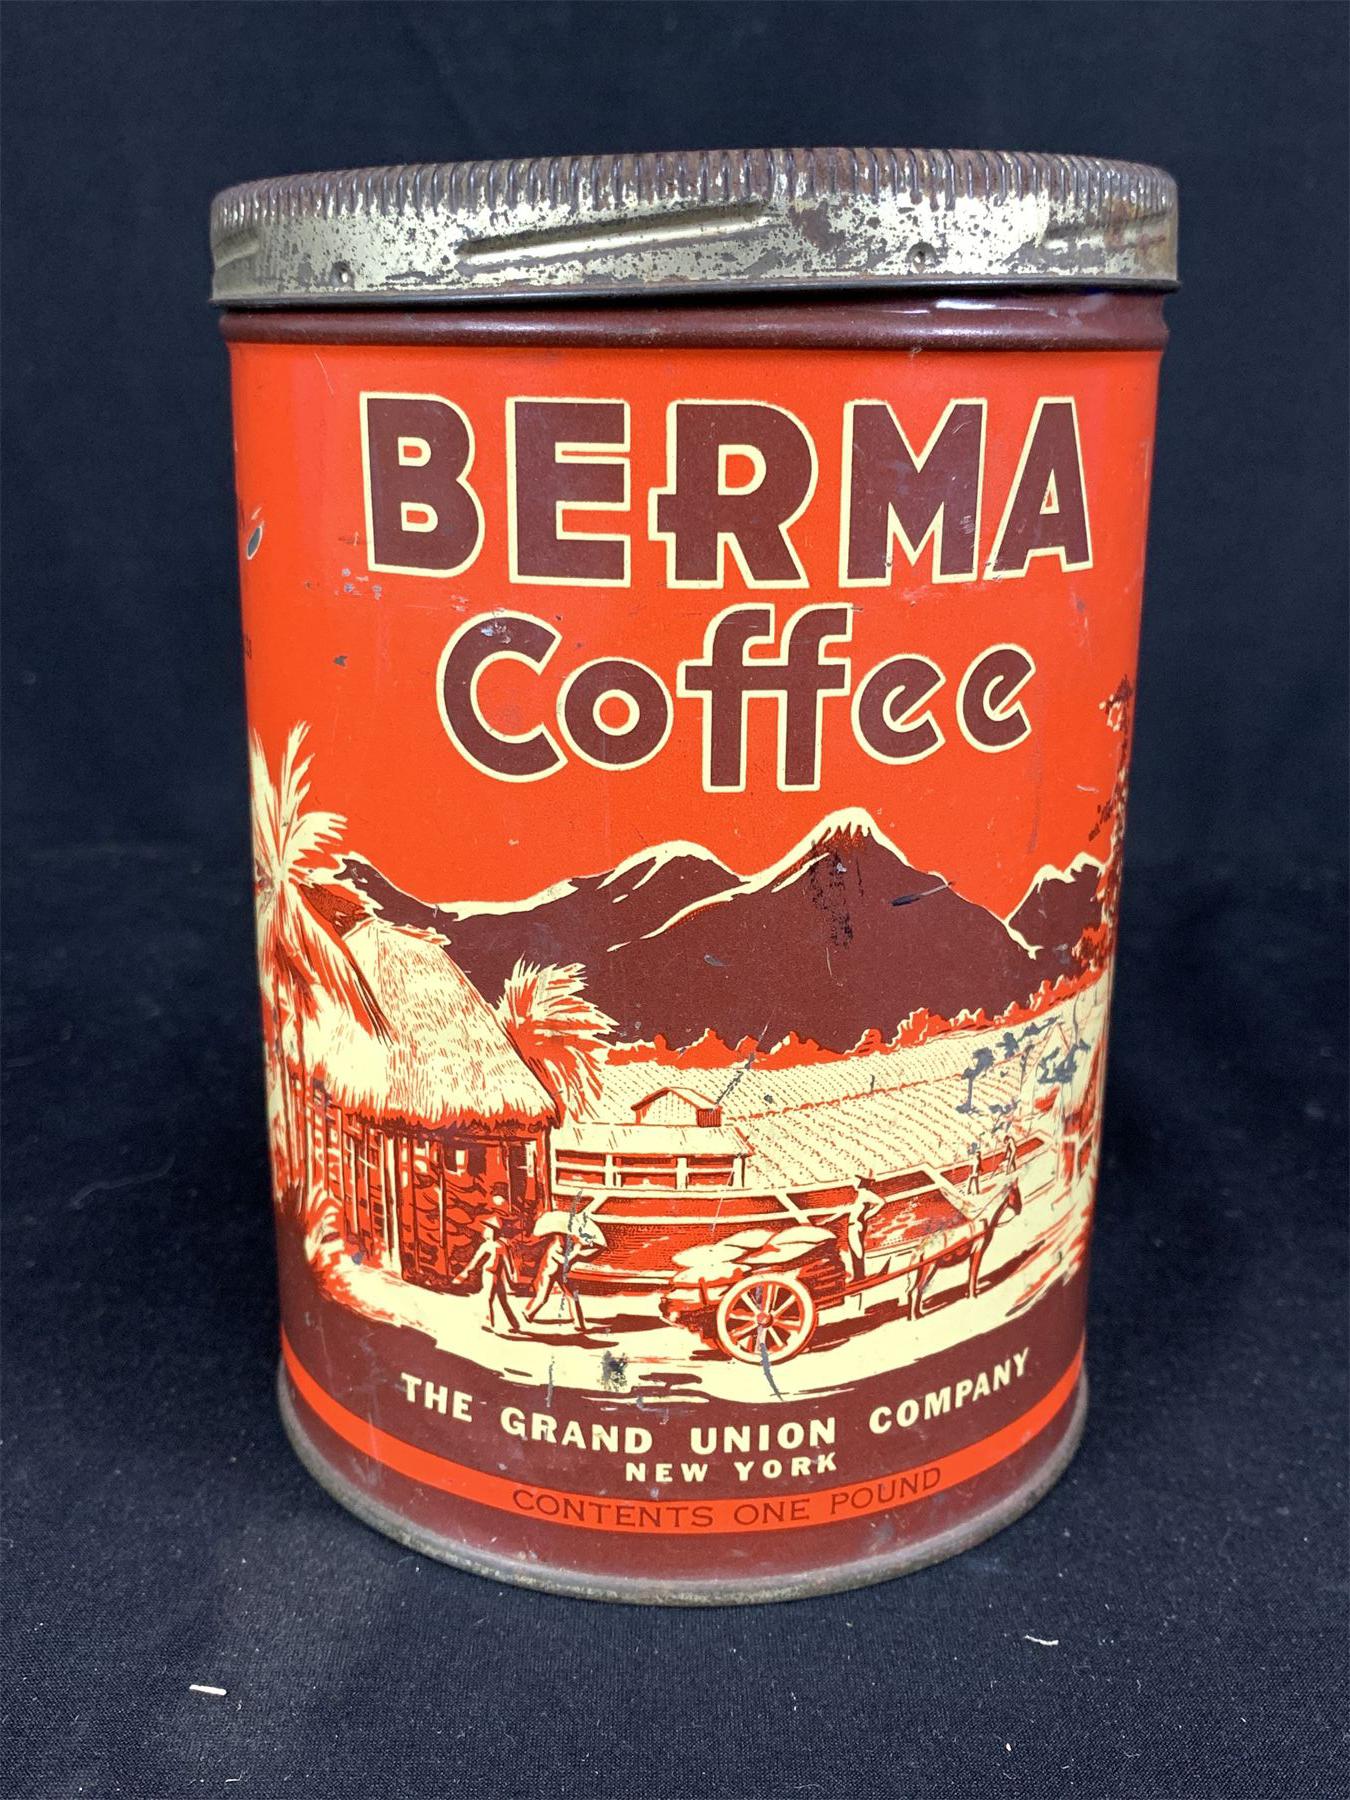 BERMA
Coffee
THE GRAND UNION COMPANY
NEW YORK
CONTENTS ONE POUND